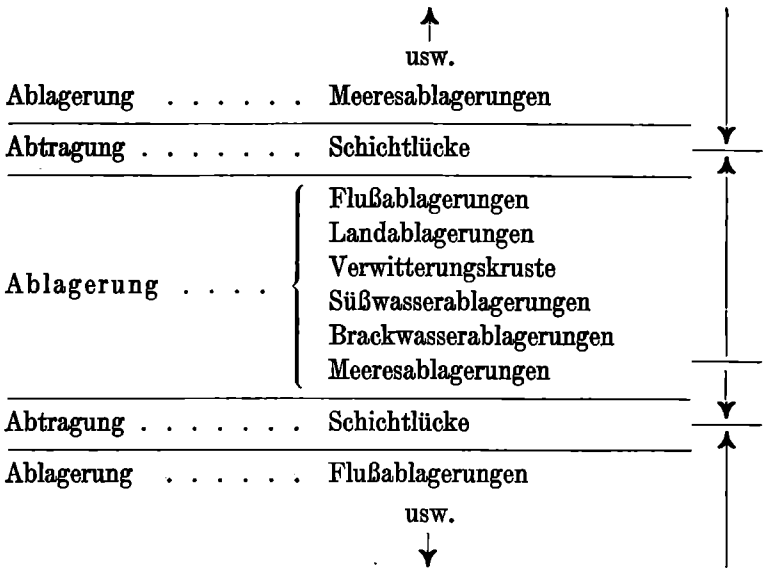 usw.
Ablagerung . . . . . . Meeresablagerungen
Abtragung . . . . . . . Schichtlücke
Flußablagerungen
Landablagerungen
Verwitterungskruste
Ablagerung . . . . Süßwasserablagerungen
Brackwasserablagerungen
Meeresablagerungen
Abtragung . . . . . . . Schichtlücke
Ablagerung . . . . . . Flußablagerungen
usw.